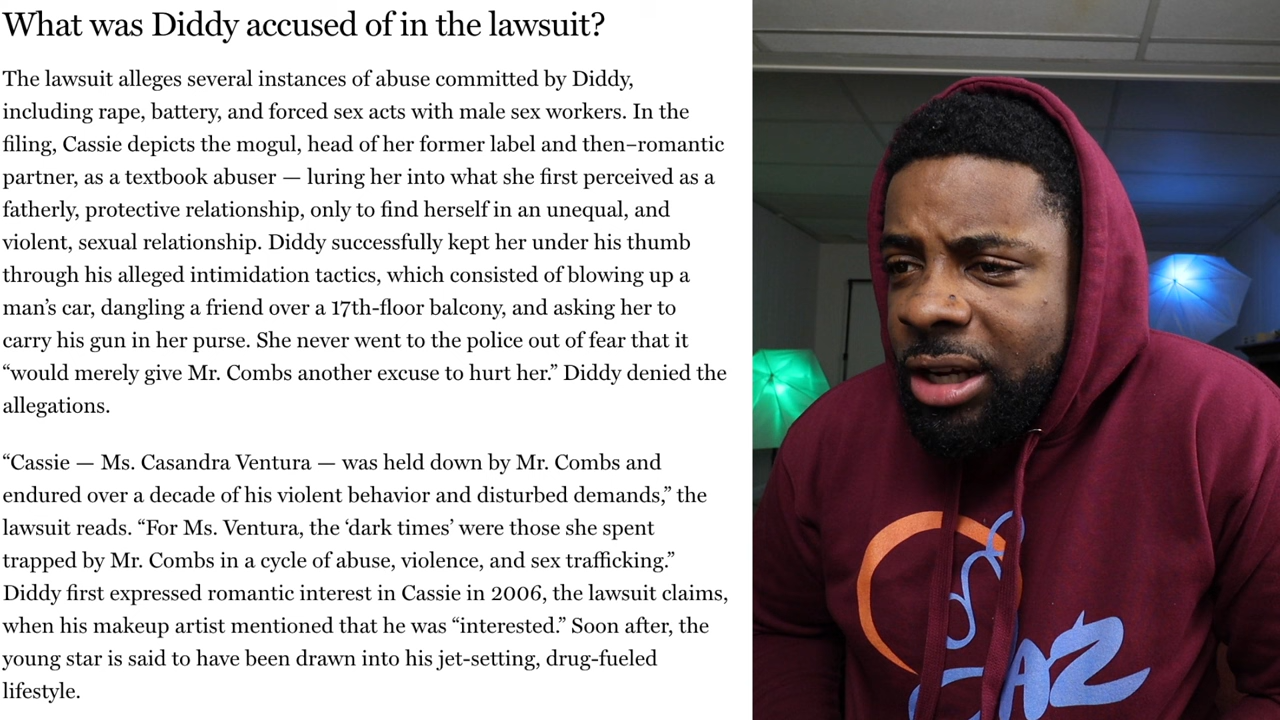 What was Diddy accused of in the lawsuit?
The lawsuit alleges several instances of abuse committed by Diddy,
including rape, battery, and forced sex acts with male sex workers. In the
filing, Cassie depicts the mogul, head of her former label and then–romantic
partner, as a textbook abuser — luring her into what she first perceived as a
fatherly, protective relationship, only to find herself in an unequal, and
violent, sexual relationship. Diddy successfully kept her under his thumb
through his alleged intimidation tactics, which consisted of blowing up a
man’s car, dangling a friend over a 17th-floor balcony, and asking her to
carry his gun in her purse. She never went to the police out of fear that it
“would merely give Mr. Combs another excuse to hurt her.” Diddy denied the
allegations.
“Cassie — Ms. Casandra Ventura — was held down by Mr. Combs and
endured over a decade of his violent behavior and disturbed demands,” the
lawsuit reads. “For Ms. Ventura, the ‘dark times’ were those she spent
trapped by Mr. Combs in a cycle of abuse, violence, and sex trafficking.”
Diddy first expressed romantic interest in Cassie in 2006, the lawsuit claims,
when his makeup artist mentioned that he was “interested.” Soon after, the
young star is said to have been drawn into his jet-setting, drug-fueled
lifestyle.